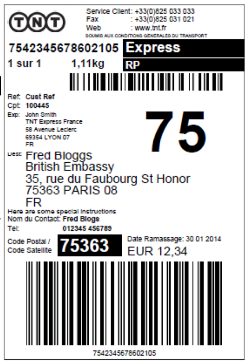 TNT
Service Client: +33(0)825 033 033
Fax : +33(0)825 031 021
Web : www.tnt.fr
SOUMIS AUX CONDITIONS GENERALES DU TRANSPORT
7542345678602105 Express
1 sur 1 1,11kg RP
Ref: Cust Ref
Cpt: 100445
Exp: John Smith
TNT Express France
58 Avenue Leclerc
69354 LYON 07
FR
75
Dest: Fred Bloggs
British Embassy
35, rue du Faubourg St Honor
75363 PARIS 08
FR
Here are some special instructions
Nom du Contact: Fred Blogs
Tel: 012345 456789
Code Postal / Code Satellite 75363
Date Ramassage: 30 01 2014
EUR 12,34
7542345678602105